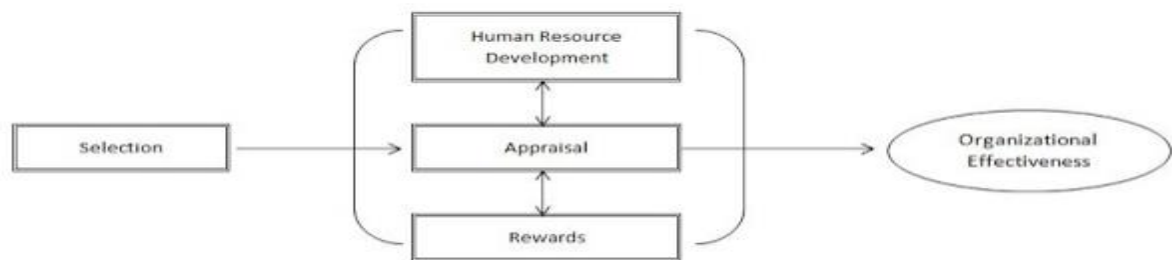 Human Resource
Development
Selection
Appraisal
Organizational
Effectiveness
Rewards